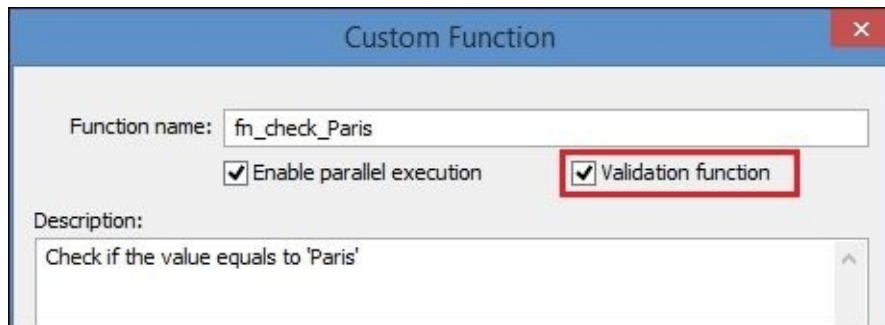 Custom Function
Function name: fn_check_Paris
Enable parallel execution Validation function
Description:
Check if the value equals to 'Paris'